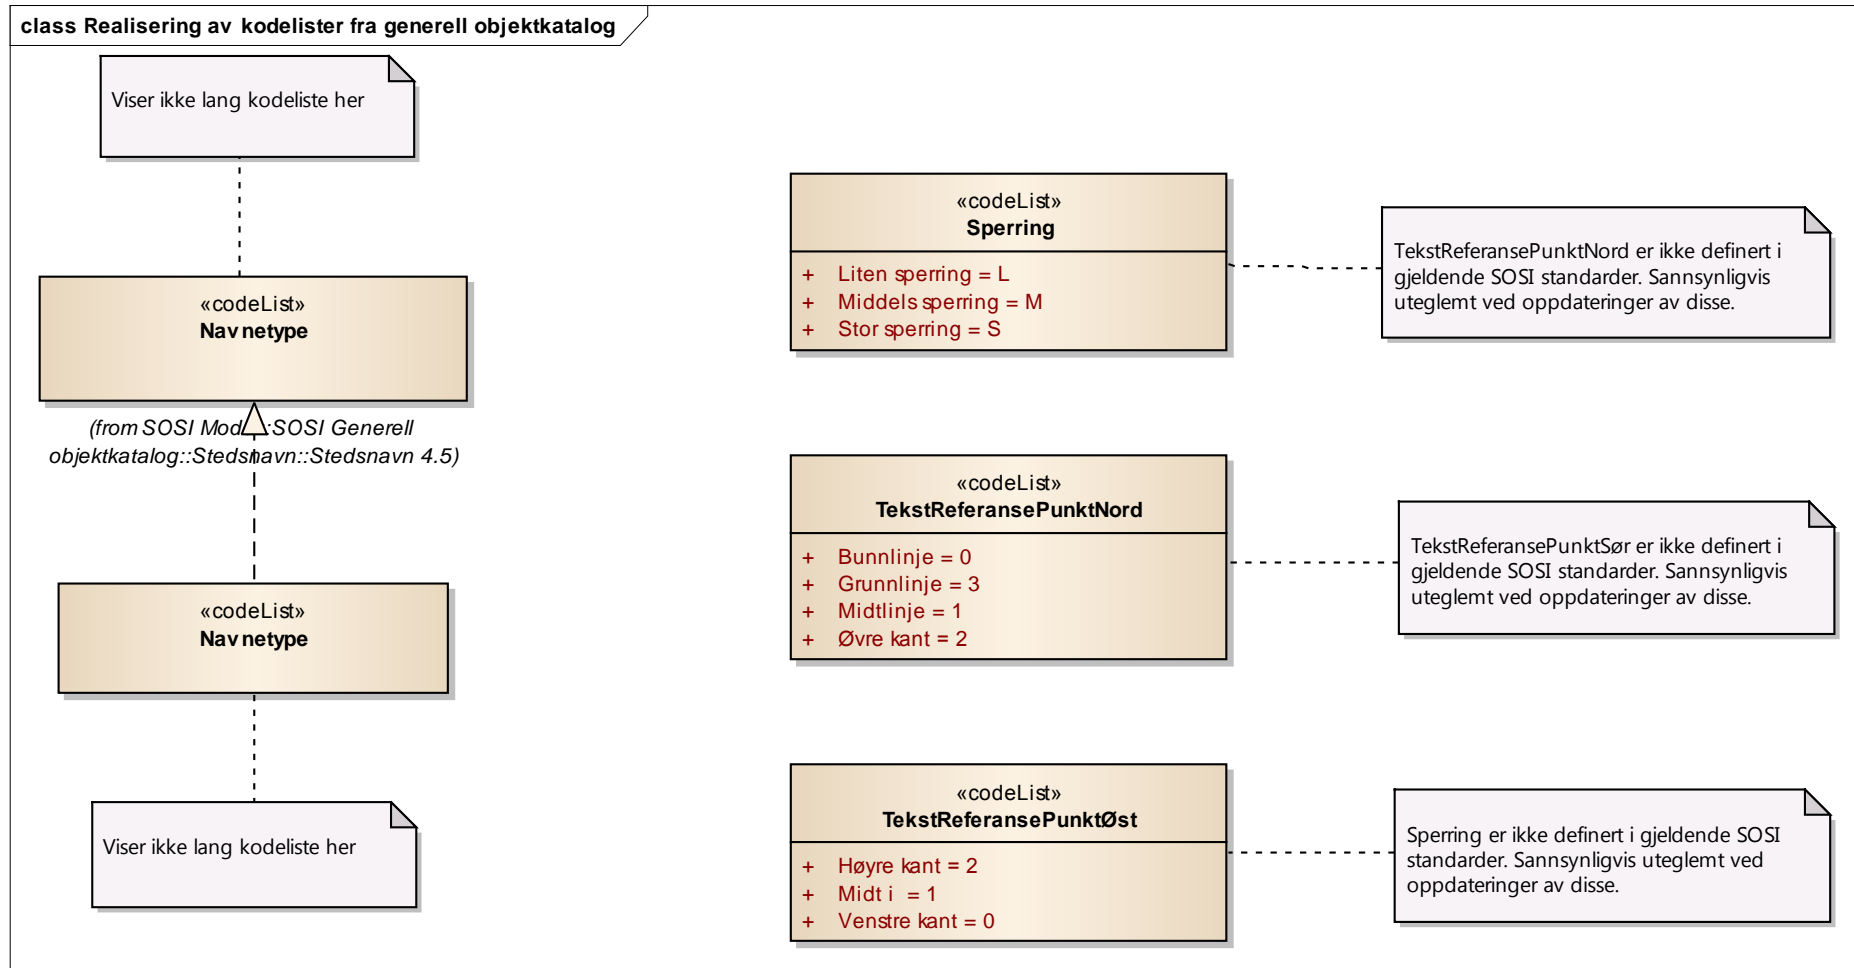 class Realisering av kodelister fra generell objektkatalog
Viser ikke lang kodeliste her
«codeList»
Navnetype
(from SOSI Mod :SOSI Generell
objektkatalog::Stedsnavn::Stedsnavn 4.5)
«codeList»
Navnetype
Viser ikke lang kodeliste her
«codeList»
Sperring
+ Liten sperring = L
+ Middels sperring = M
+ Stor sperring = S
TekstReferansePunktNord er ikke definert i
gjeldende SOSI standarder. Sannsynligvis
uteglemt ved oppdateringer av disse.
«codeList»
TekstReferansePunktNord
+ Bunnlinje = 0
+ Grunnlinje = 3
+ Midtlinje = 1
+ Øvre kant = 2
TekstReferansePunktSør er ikke definert i
gjeldende SOSI standarder. Sannsynligvis
uteglemt ved oppdateringer av disse.
«codeList»
TekstReferansePunktØst
+ Høyre kant = 2
+ Midt i = 1
+ Venstre kant = 0
Sperring er ikke definert i gjeldende SOSI
standarder. Sannsynligvis uteglemt ved
oppdateringer av disse.